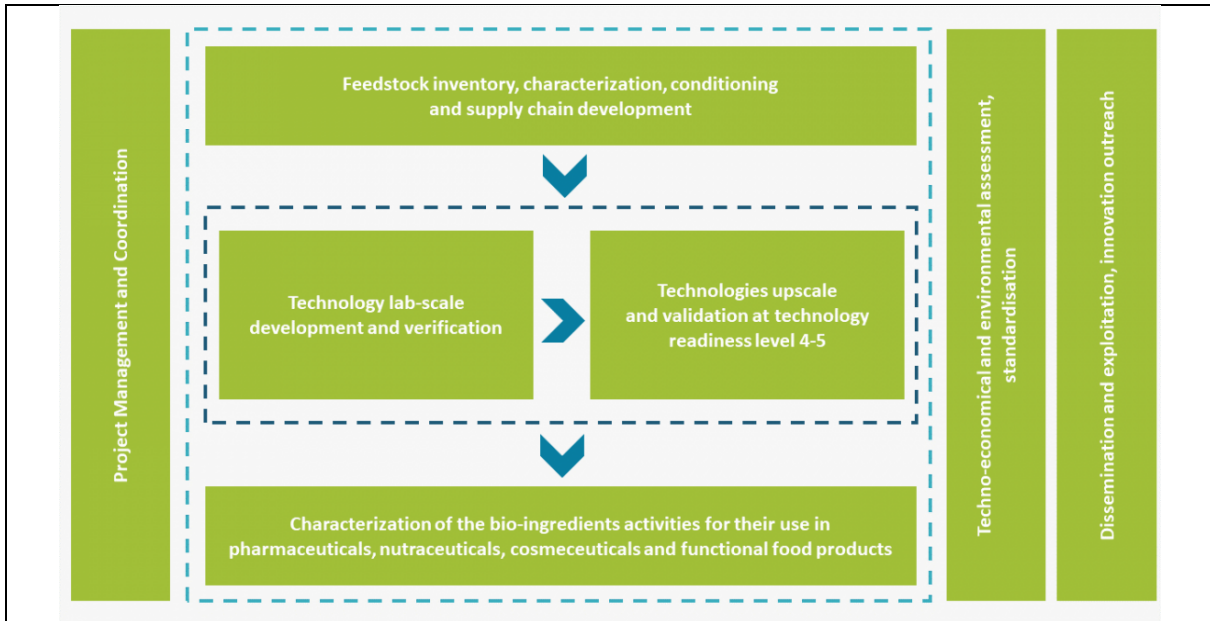 Project Management and Coordination
Feedstock inventory, characterization, conditioning
and supply chain development
Technology lab-scale
development and verification
Technologies upscale
and validation at technology
readiness level 4-5
Characterization of the bio-ingredients activities for their use in
pharmaceuticals, nutraceuticals, cosmeceuticals and functional food products
Techno-economical and environmental assessment,
standardisation
Dissemination and exploitation, innovation outreach